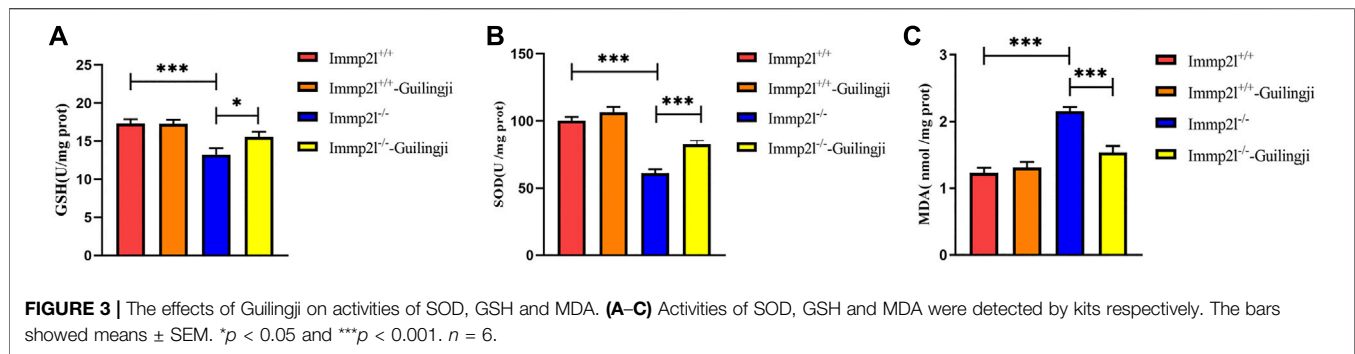 A
GSH(U/mg prot)
25
20
15
10
5
0
***
*
Immp2l+/+
Immp2l+/+-Guilingji
Immp2l-/-
Immp2l-/--Guilingji
B
SOD(U /mg prot)
150
100
50
0
***
***
Immp2l+/+
Immp2l+/+-Guilingji
Immp2l-/-
Immp2l-/--Guilingji
C
MDA( nmol /mg prot)
3
2
1
0
***
***
Immp2l+/+
Immp2l+/+-Guilingji
Immp2l-/-
Immp2l-/--Guilingji
FIGURE 3 | The effects of Guilingji on activities of SOD, GSH and MDA. (A–C) Activities of SOD, GSH and MDA were detected by kits respectively. The bars
showed means ± SEM. *p < 0.05 and ***p < 0.001. n = 6.